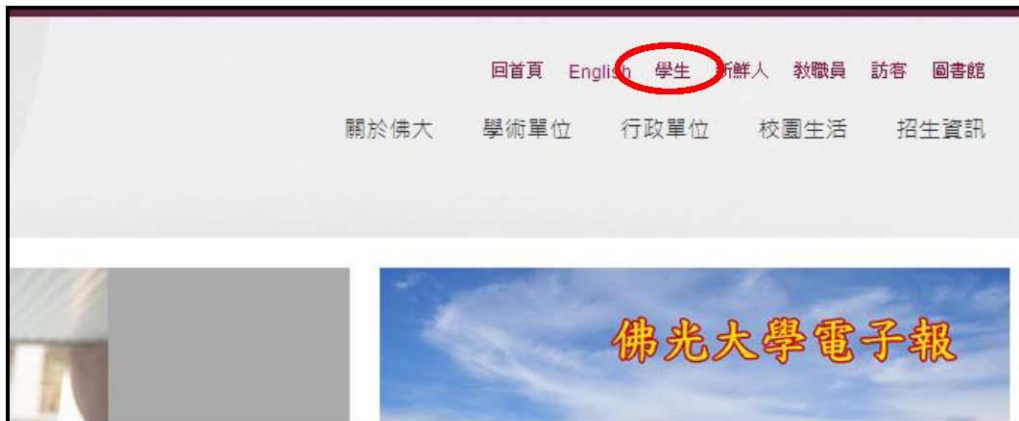 回首頁 English 學生 新鮮人 教職員 訪客 圖書館
關於佛大 學術單位 行政單位 校園生活 招生資訊
佛光大學電子報